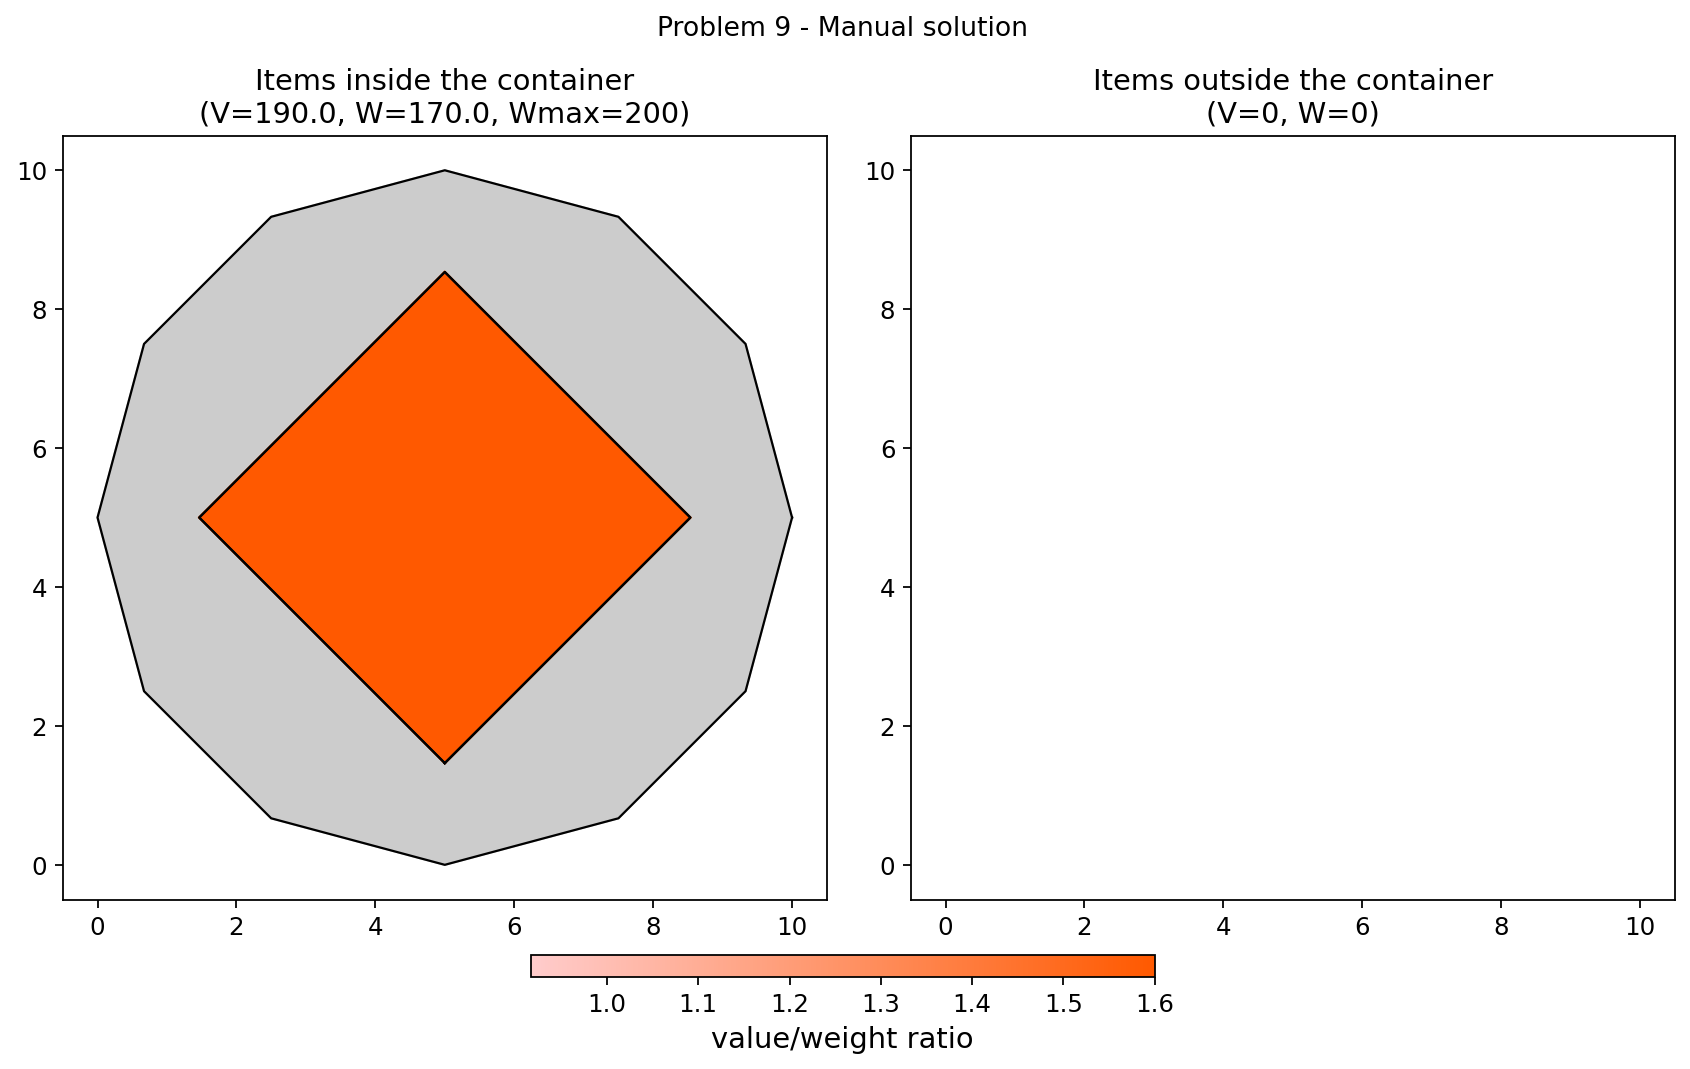 Problem 9 - Manual solution
Items inside the container
(V=190.0, W=170.0, Wmax=200)
Items outside the container
(V=0, W=0)
10
8
6
4
2
0
0 2 4 6 8 10
10
8
6
4
2
0
0 2 4 6 8 10
1.0 1.1 1.2 1.3 1.4 1.5 1.6
value/weight ratio